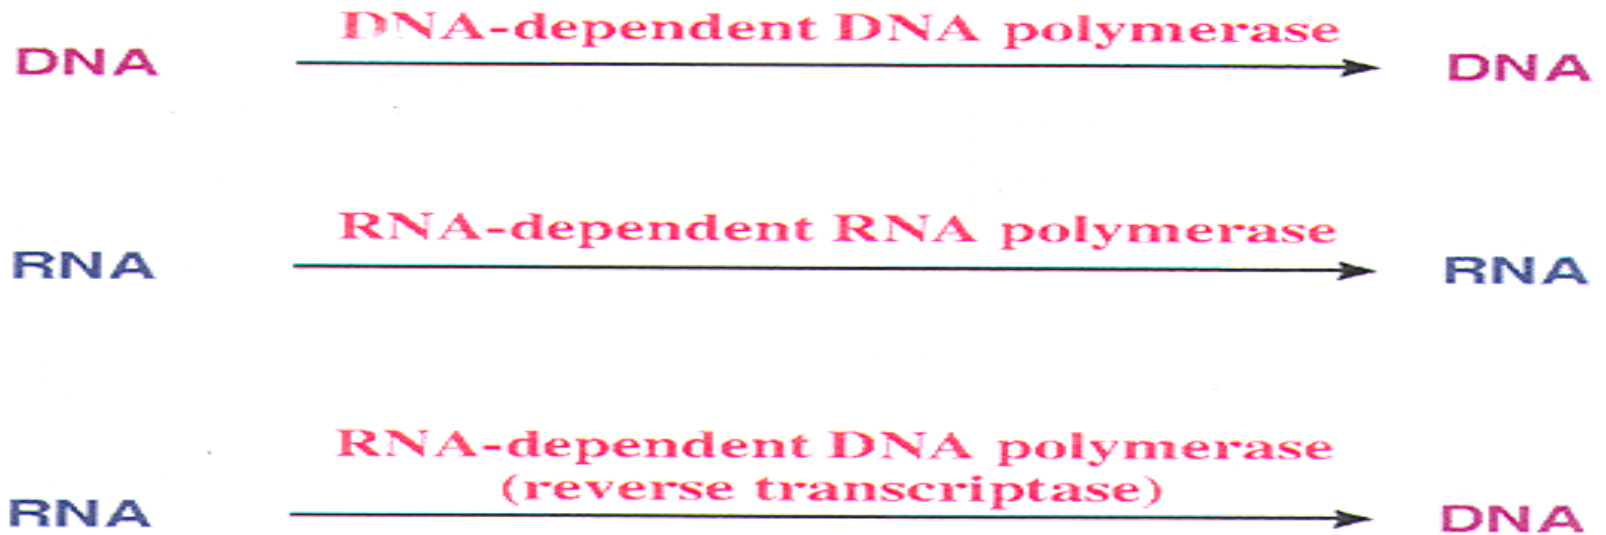 DNA-dependent DNA polymerase
DNA DNA
RNA-dependent RNA polymerase
RNA RNA
RNA-dependent DNA polymerase
(reverse transcriptase)
RNA DNA